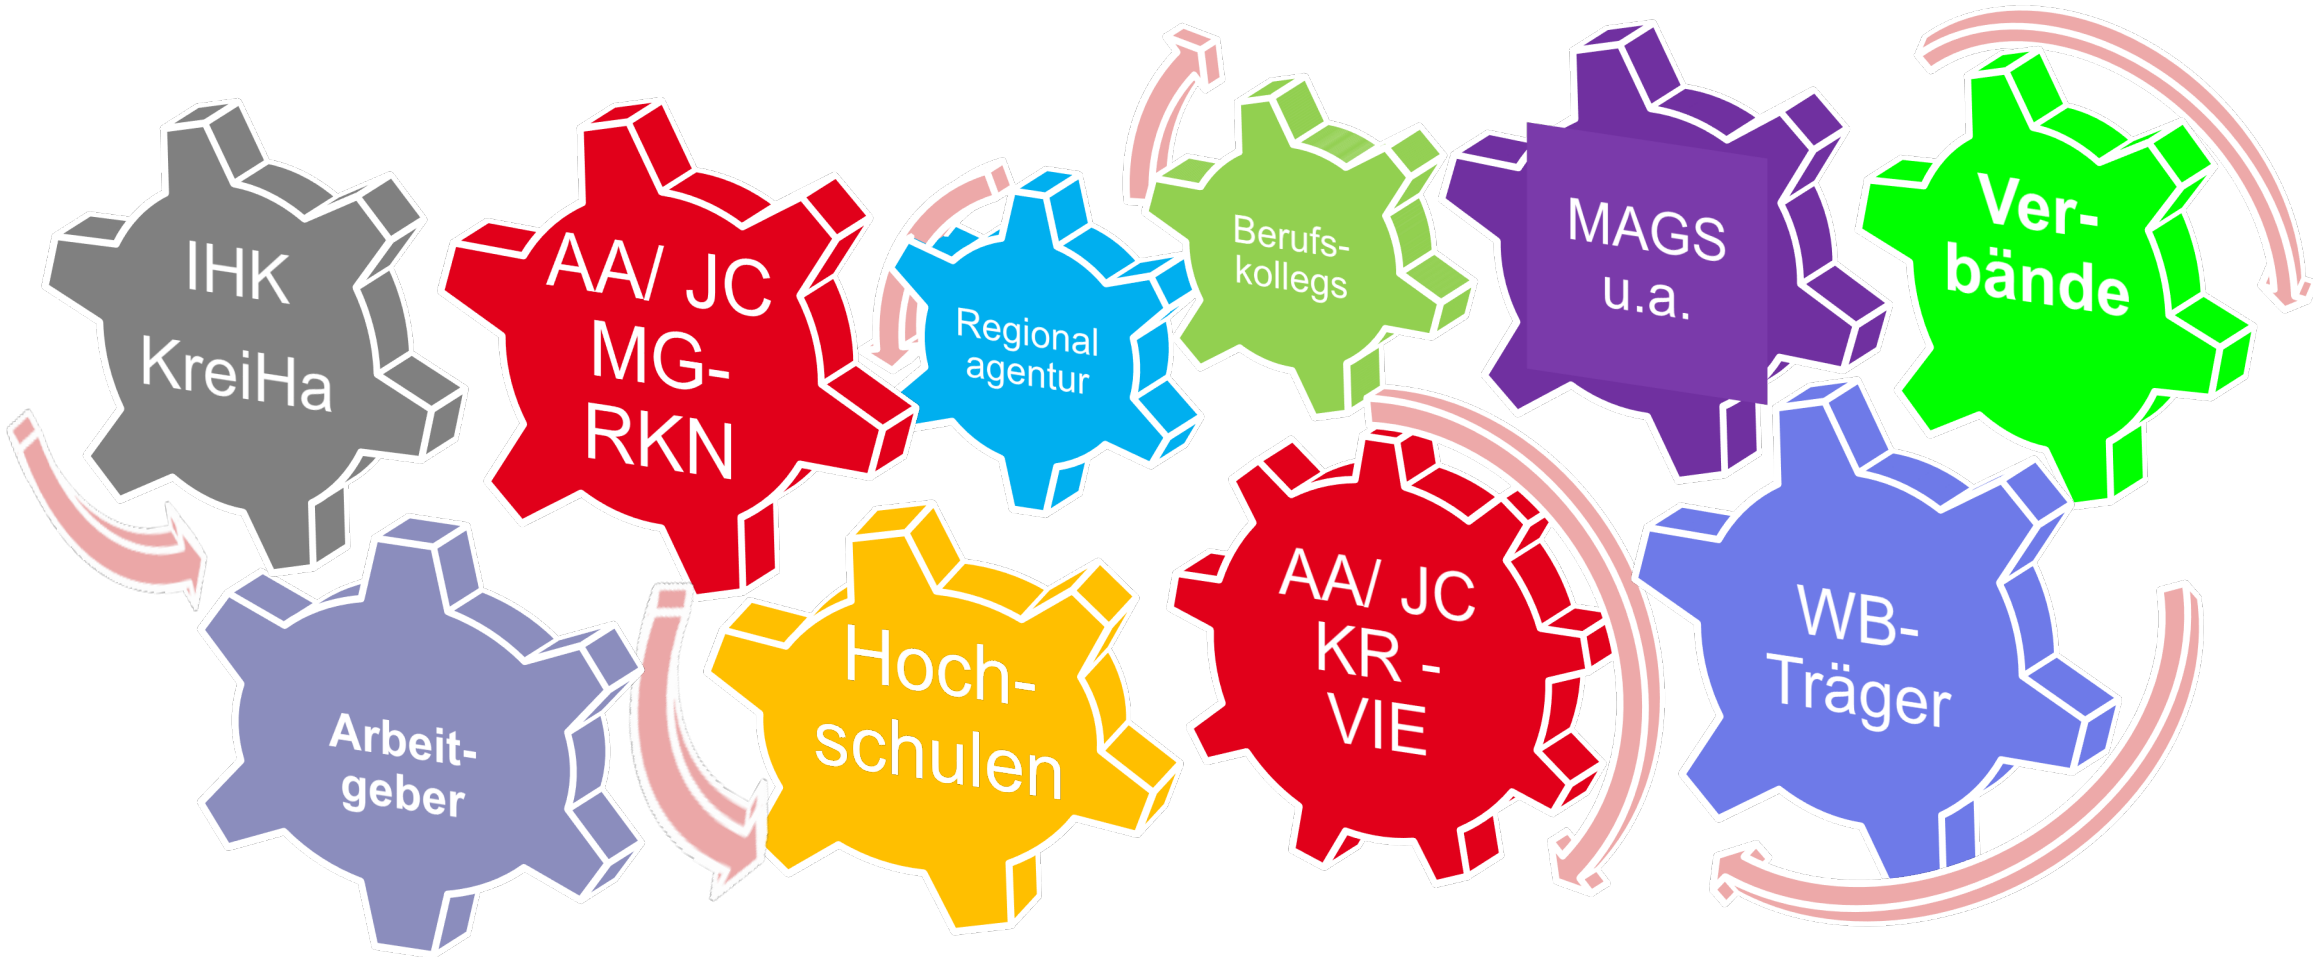 IHK
KreiHa
AA/ JC
MG-
RKN
Regional
agentur
Berufs-
kollegs
MAGS
u.a.
Ver-
bände
Arbeit-
geber
Hoch-
schulen
AA/ JC
KR -
VIE
WB-
Träger